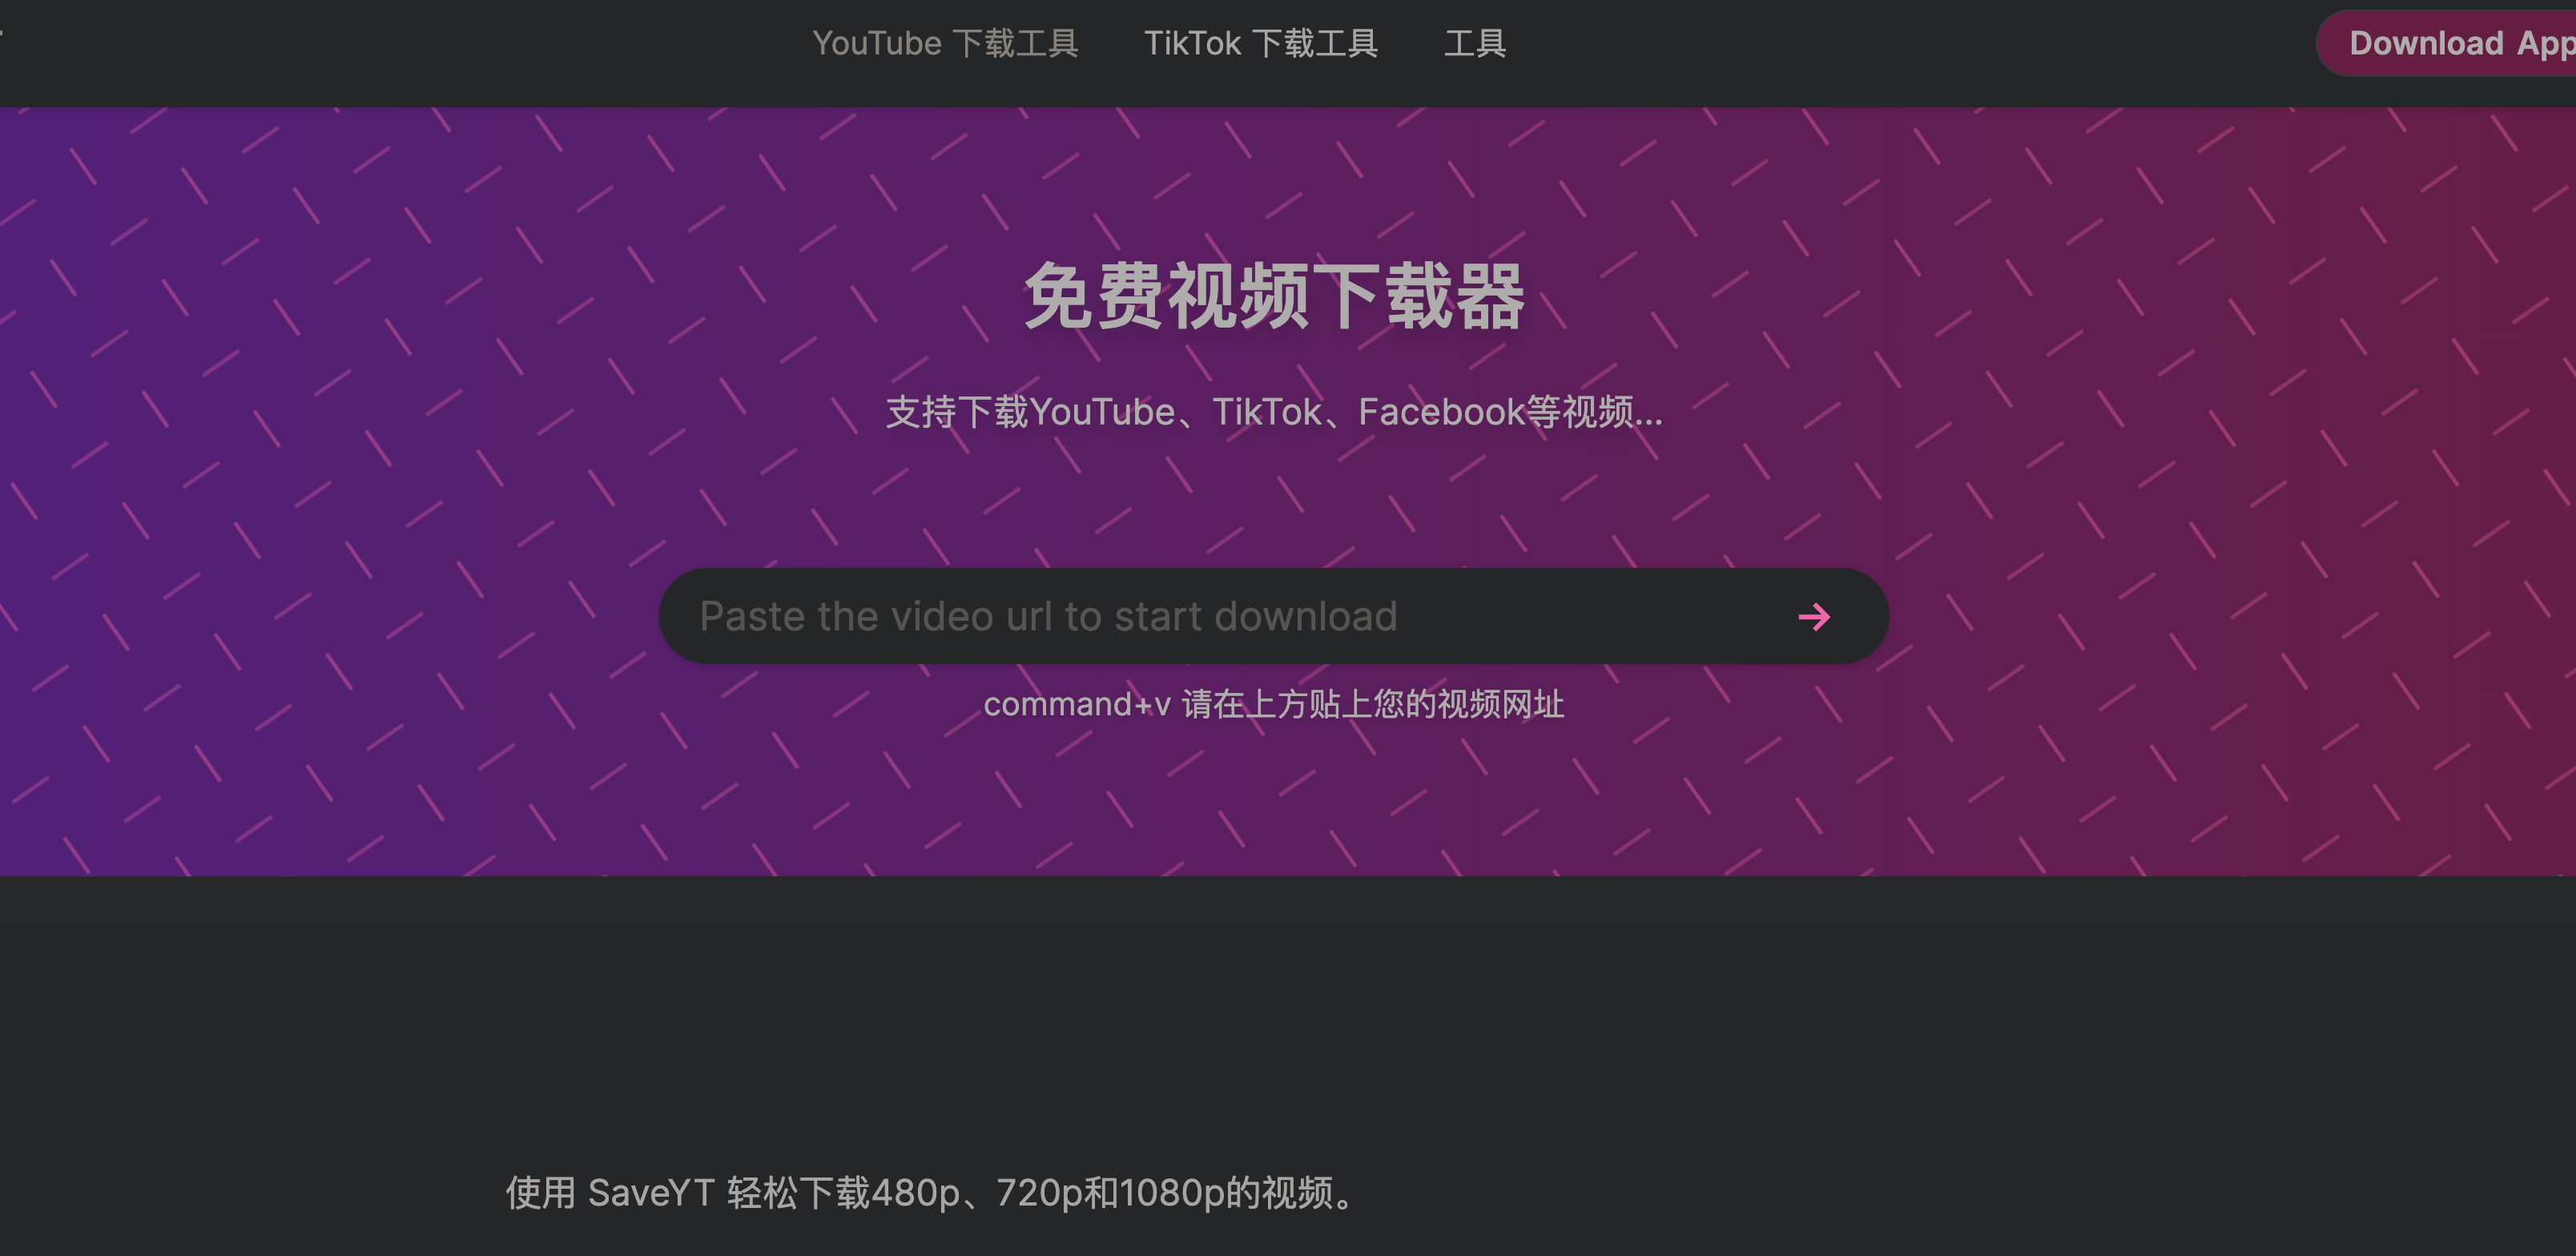 YouTube 下载工具 TikTok 下载工具 工具 Download App
免费视频下载器
支持下载YouTube、TikTok、Facebook等视频...
Paste the video url to start download →
command+v 请在上方贴上您的视频网址
使用 SaveYT 轻松下载480p、720p和1080p的视频。